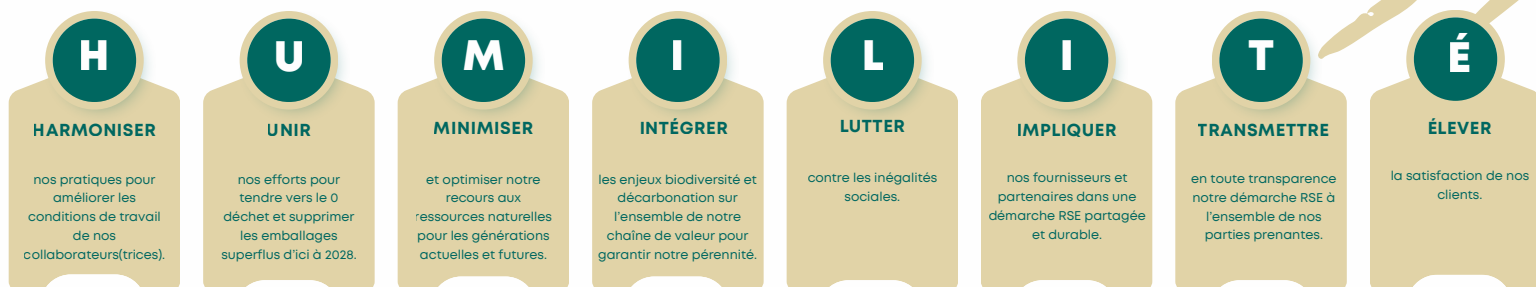 H
HARMONISER
nos pratiques pour
améliorer les
conditions de travail
de nos
collaborateurs(trices).
U
UNIR
nos efforts pour
tendre vers le 0
déchet et supprimer
les emballages
superflus d'ici à 2028.
M
MINIMISER
et optimiser notre
recours aux
ressources naturelles
pour les générations
actuelles et futures.
I
INTÉGRER
les enjeux biodiversité et
décarbonation sur
l'ensemble de notre
chaîne de valeur pour
garantir notre pérennité.
L
LUTTER
contre les inégalités
sociales.
I
IMPLIQUER
nos fournisseurs et
partenaires dans une
démarche RSE partagée
et durable.
T
TRANSMETTRE
en toute transparence
notre démarche RSE à
l'ensemble de nos
parties prenantes.
É
ÉLEVER
la satisfaction de nos
clients.